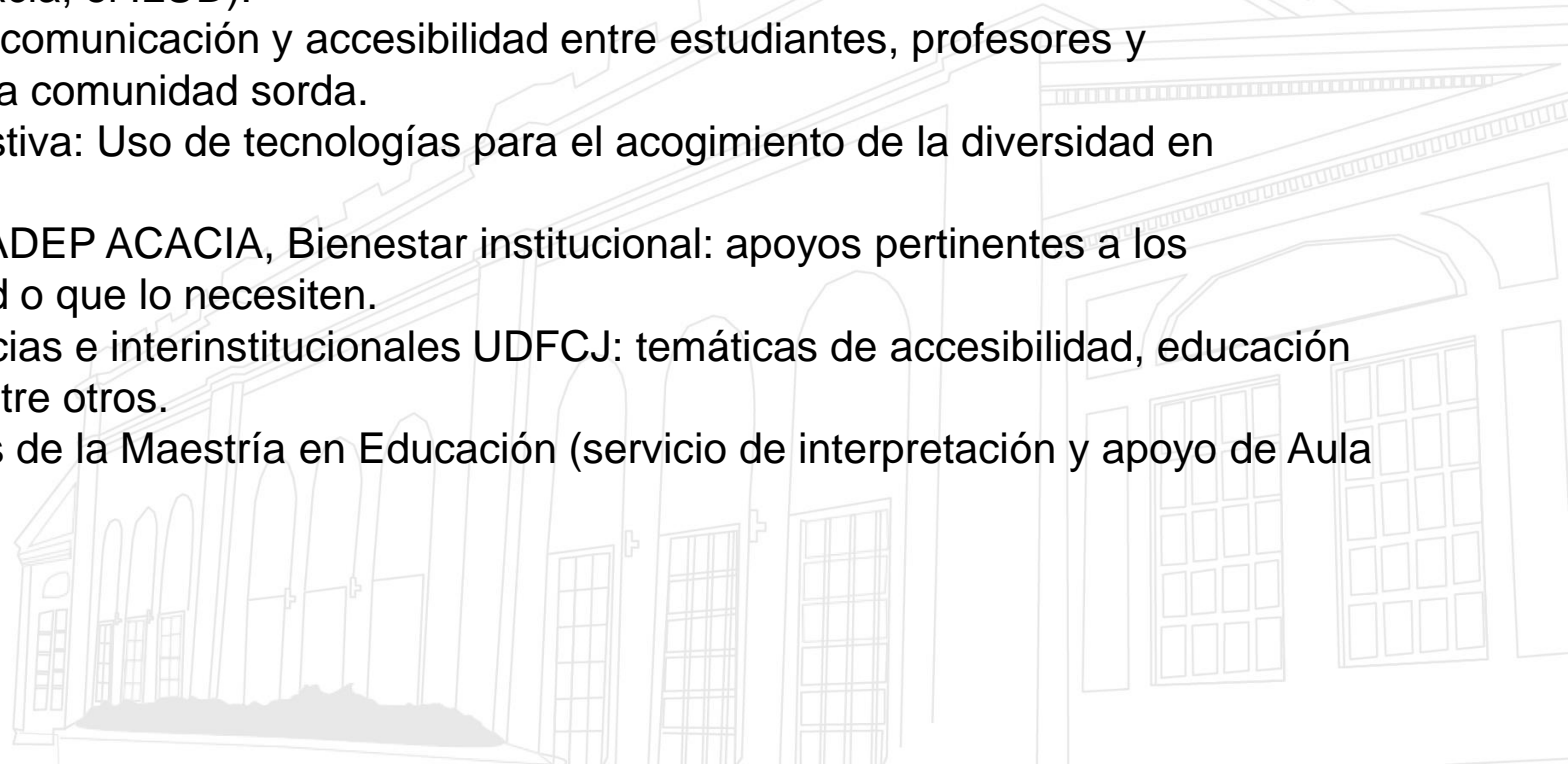 comunicación y accesibilidad entre estudiantes, profesores y
a comunidad sorda.
stiva: Uso de tecnologías para el acogimiento de la diversidad en
ADEP ACACIA, Bienestar institucional: apoyos pertinentes a los
d o que lo necesiten.
cias e interinstitucionales UDFCJ: temáticas de accesibilidad, educación
tre otros.
s de la Maestría en Educación (servicio de interpretación y apoyo de Aula